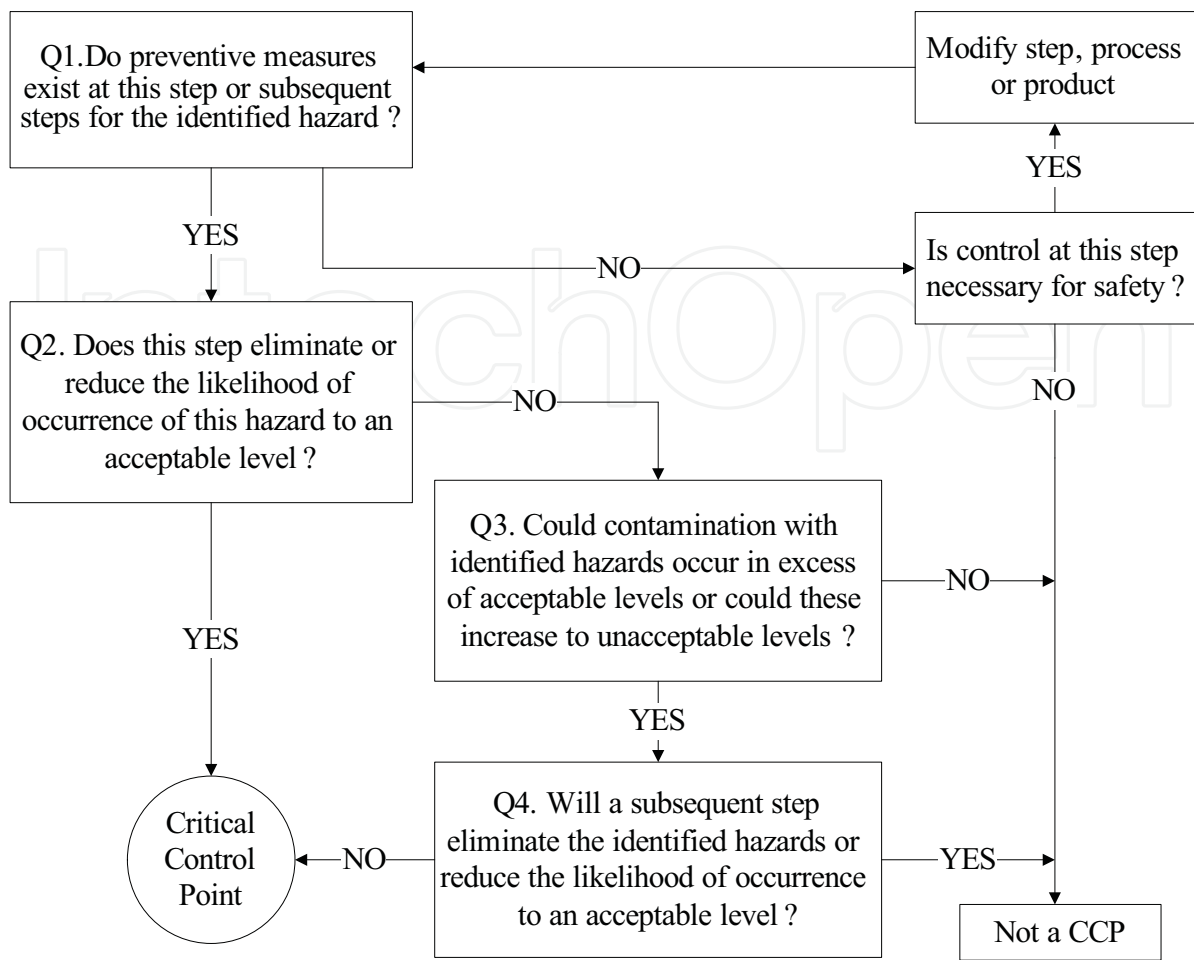 Q1.Do preventive measures
exist at this step or subsequent
steps for the identified hazard ?
Modify step, process
or product
YES
YES
NO
Is control at this step
necessary for safety ?
Q2. Does this step eliminate or
reduce the likelihood of
occurrence of this hazard to an
acceptable level ?
NO
NO
Q3. Could contamination with
identified hazards occur in excess
of acceptable levels or could these
increase to unacceptable levels ?
NO
YES
YES
Q4. Will a subsequent step
eliminate the identified hazards or
reduce the likelihood of occurrence
to an acceptable level ?
Critical
Control
Point
NO
YES
Not a CCP
IntechOpen